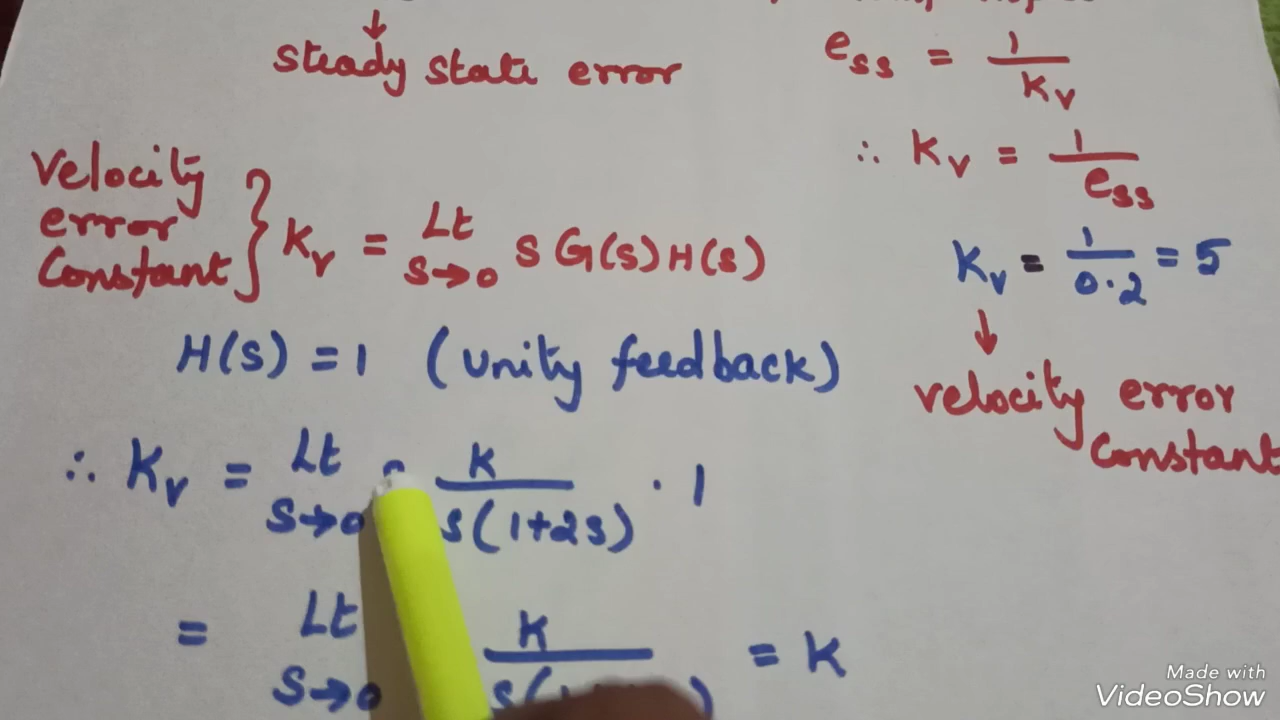 ↓
steady state error
Velocity
error
Constant } Kv = Lt s→0 s G(s) H(s)
H(s) = 1 (unity feedback)
∴ Kv = Lt s→0 K / s(1+2s) · 1
= Lt s→0 K / = K
ess = 1 / Kv
∴ Kv = 1 / ess
Kv = 1 / 0.2 = 5
↓
velocity error
Constant
Made with
VideoShow